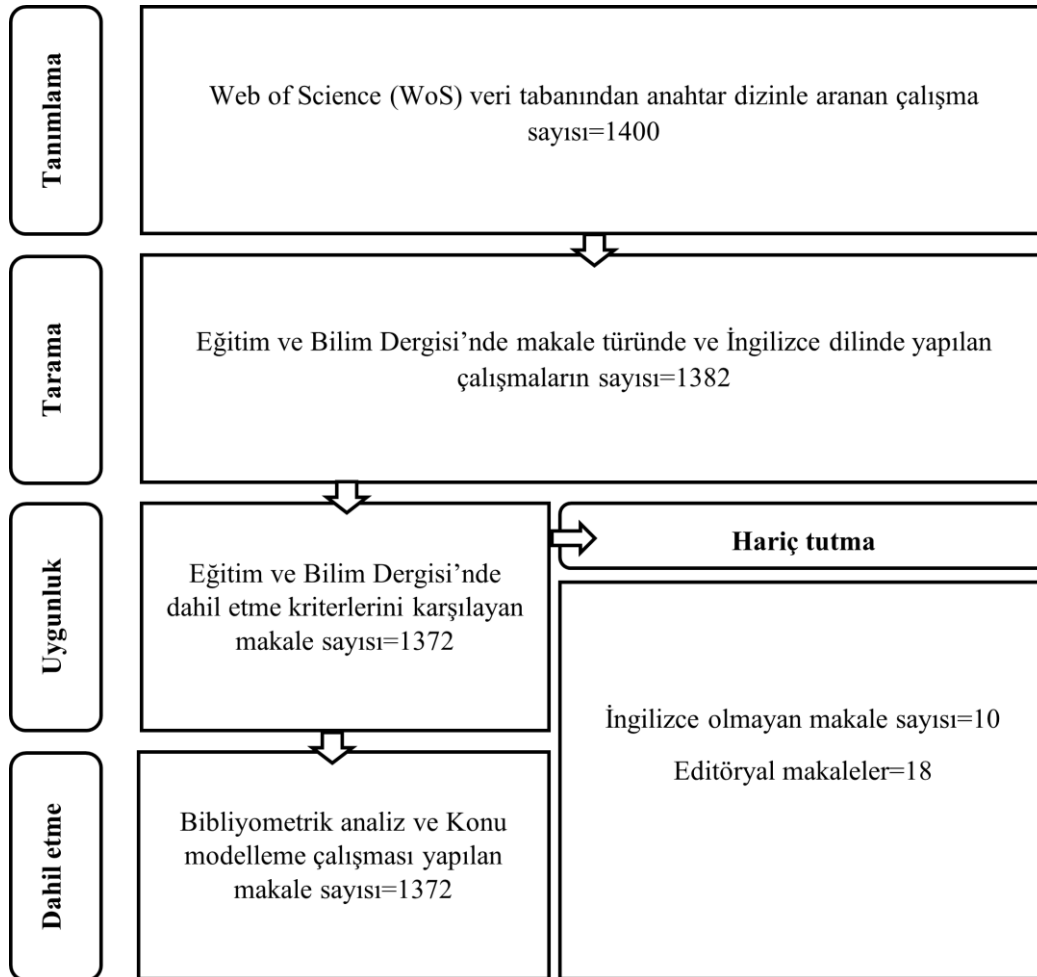 Tanımlama
Web of Science (WoS) veri tabanından anahtar dizinle aranan çalışma
sayısı=1400
Tarama
Eğitim ve Bilim Dergisi’nde makale türünde ve İngilizce dilinde yapılan
çalışmaların sayısı=1382
Uygunluk
Eğitim ve Bilim Dergisi’nde
dahil etme kriterlerini karşılayan
makale sayısı=1372
Hariç tutma
İngilizce olmayan makale sayısı=10
Editöryal makaleler=18
Dahil etme
Bibliyometrik analiz ve Konu
modelleme çalışması yapılan
makale sayısı=1372